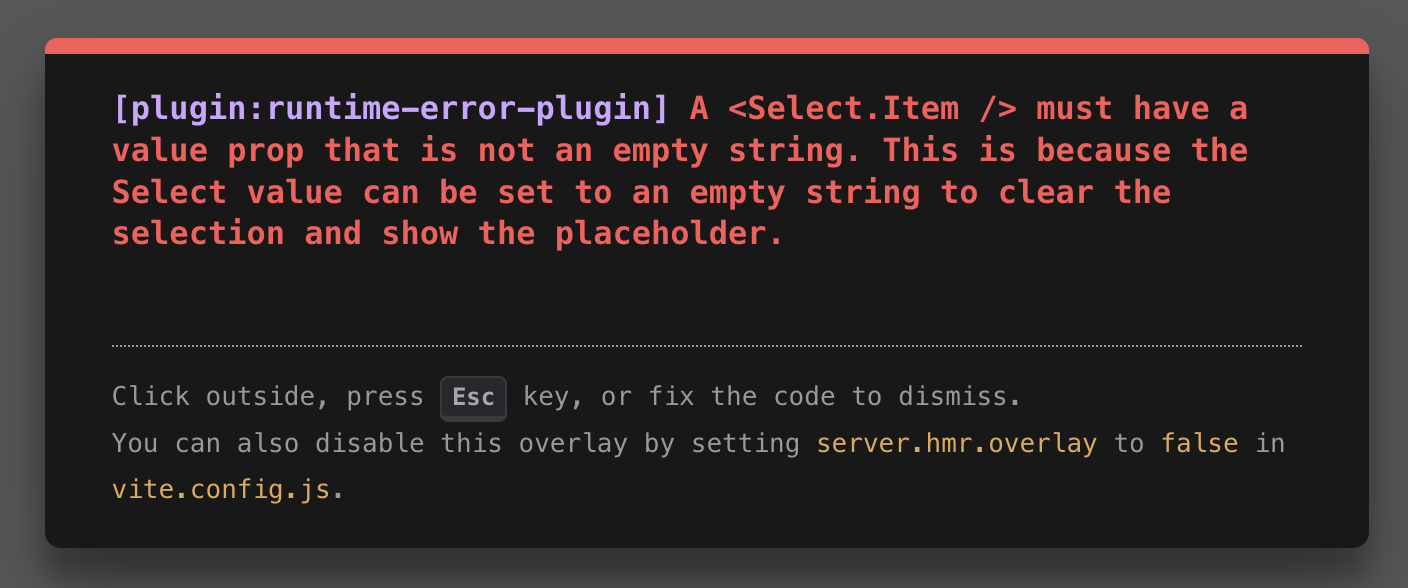 [plugin:runtime-error-plugin] A <Select.Item /> must have a
value prop that is not an empty string. This is because the
Select value can be set to an empty string to clear the
selection and show the placeholder.
Click outside, press Esc key, or fix the code to dismiss.
You can also disable this overlay by setting server.hmr.overlay to false in
vite.config.js.